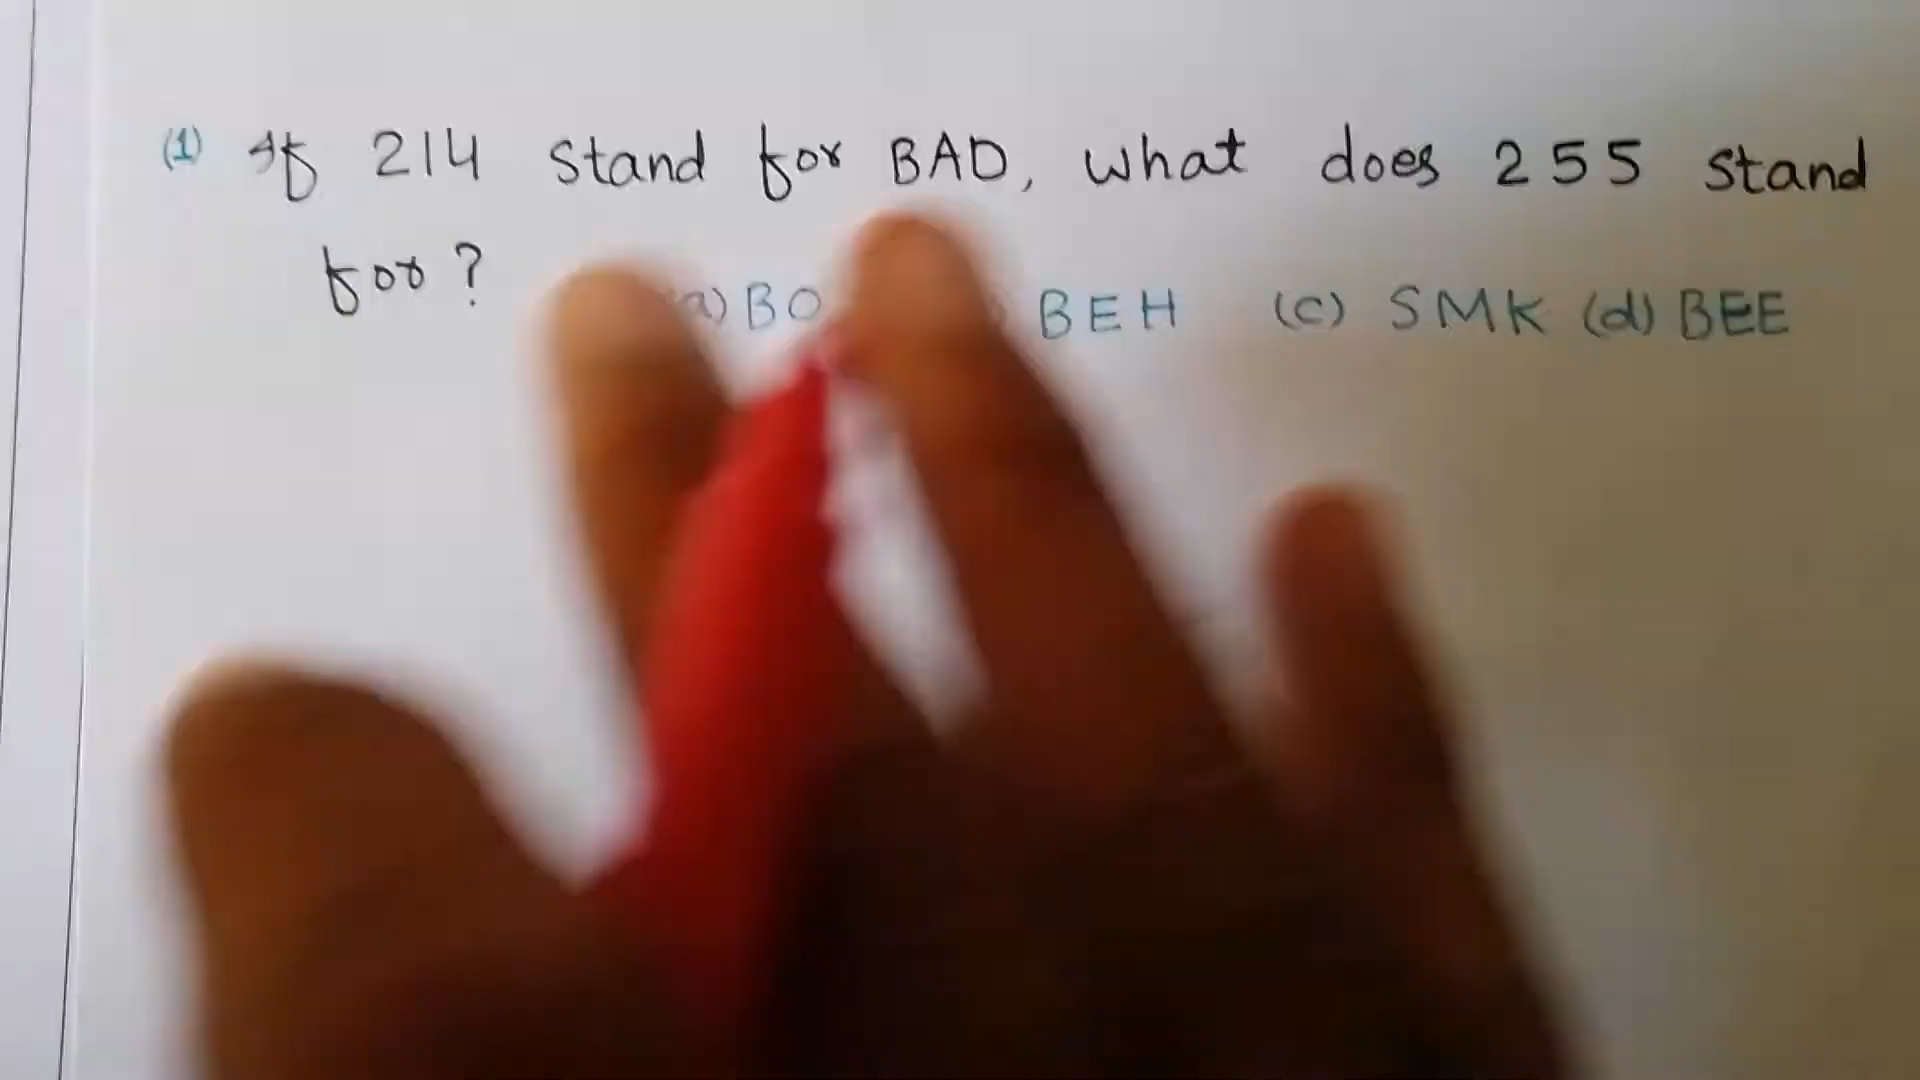 (1) If 214 stand for BAD, what does 255 stand
for? a) BO BEH (c) SMK (d) BEE